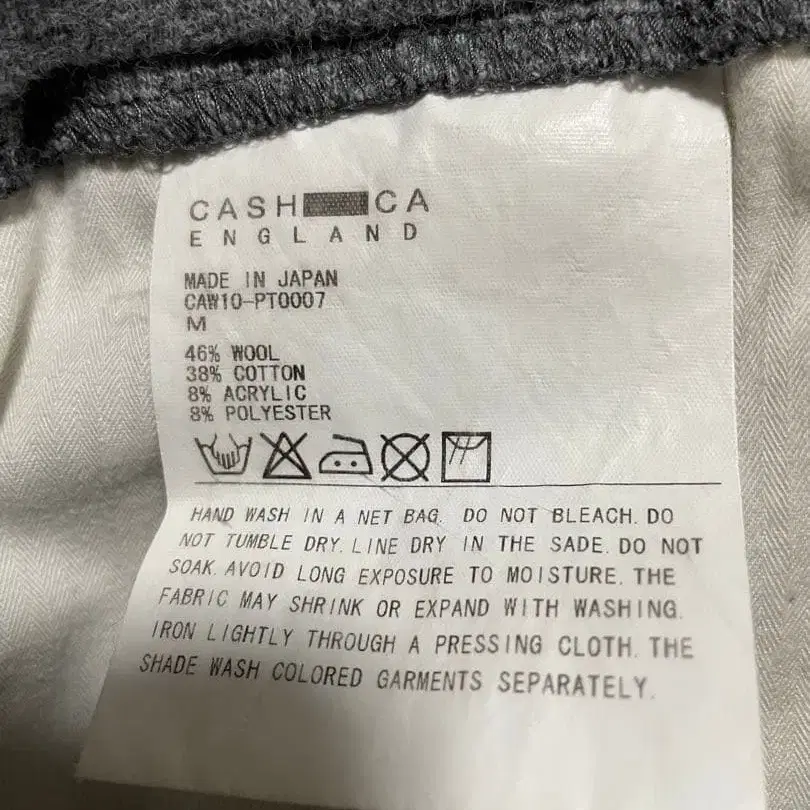 CASH CA
ENGLAND
MADE IN JAPAN
CAW10-PT0007
M
46% WOOL
38% COTTON
8% ACRYLIC
8% POLYESTER
HAND WASH IN A NET BAG. DO NOT BLEACH. DO
NOT TUMBLE DRY. LINE DRY IN THE SADE. DO NOT
SOAK. AVOID LONG EXPOSURE TO MOISTURE. THE
FABRIC MAY SHRINK OR EXPAND WITH WASHING.
IRON LIGHTLY THROUGH A PRESSING CLOTH. THE
SHADE WASH COLORED GARMENTS SEPARATELY.